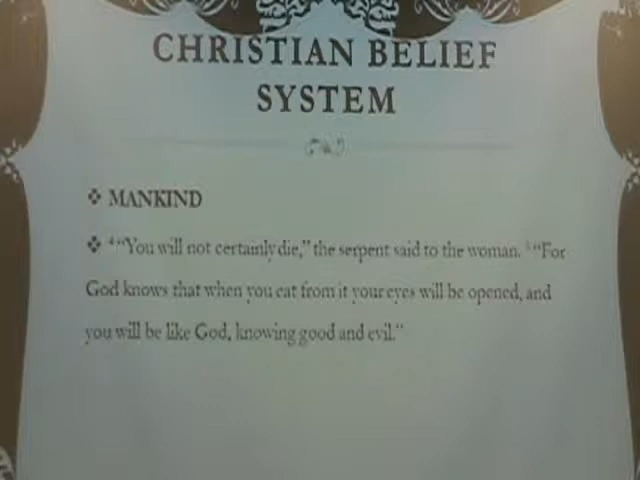 CHRISTIAN BELIEF
SYSTEM
❖ MANKIND
❖ ⁴ “You will not certainly die,” the serpent said to the woman. ⁵ “For
God knows that when you eat from it your eyes will be opened, and
you will be like God, knowing good and evil.”